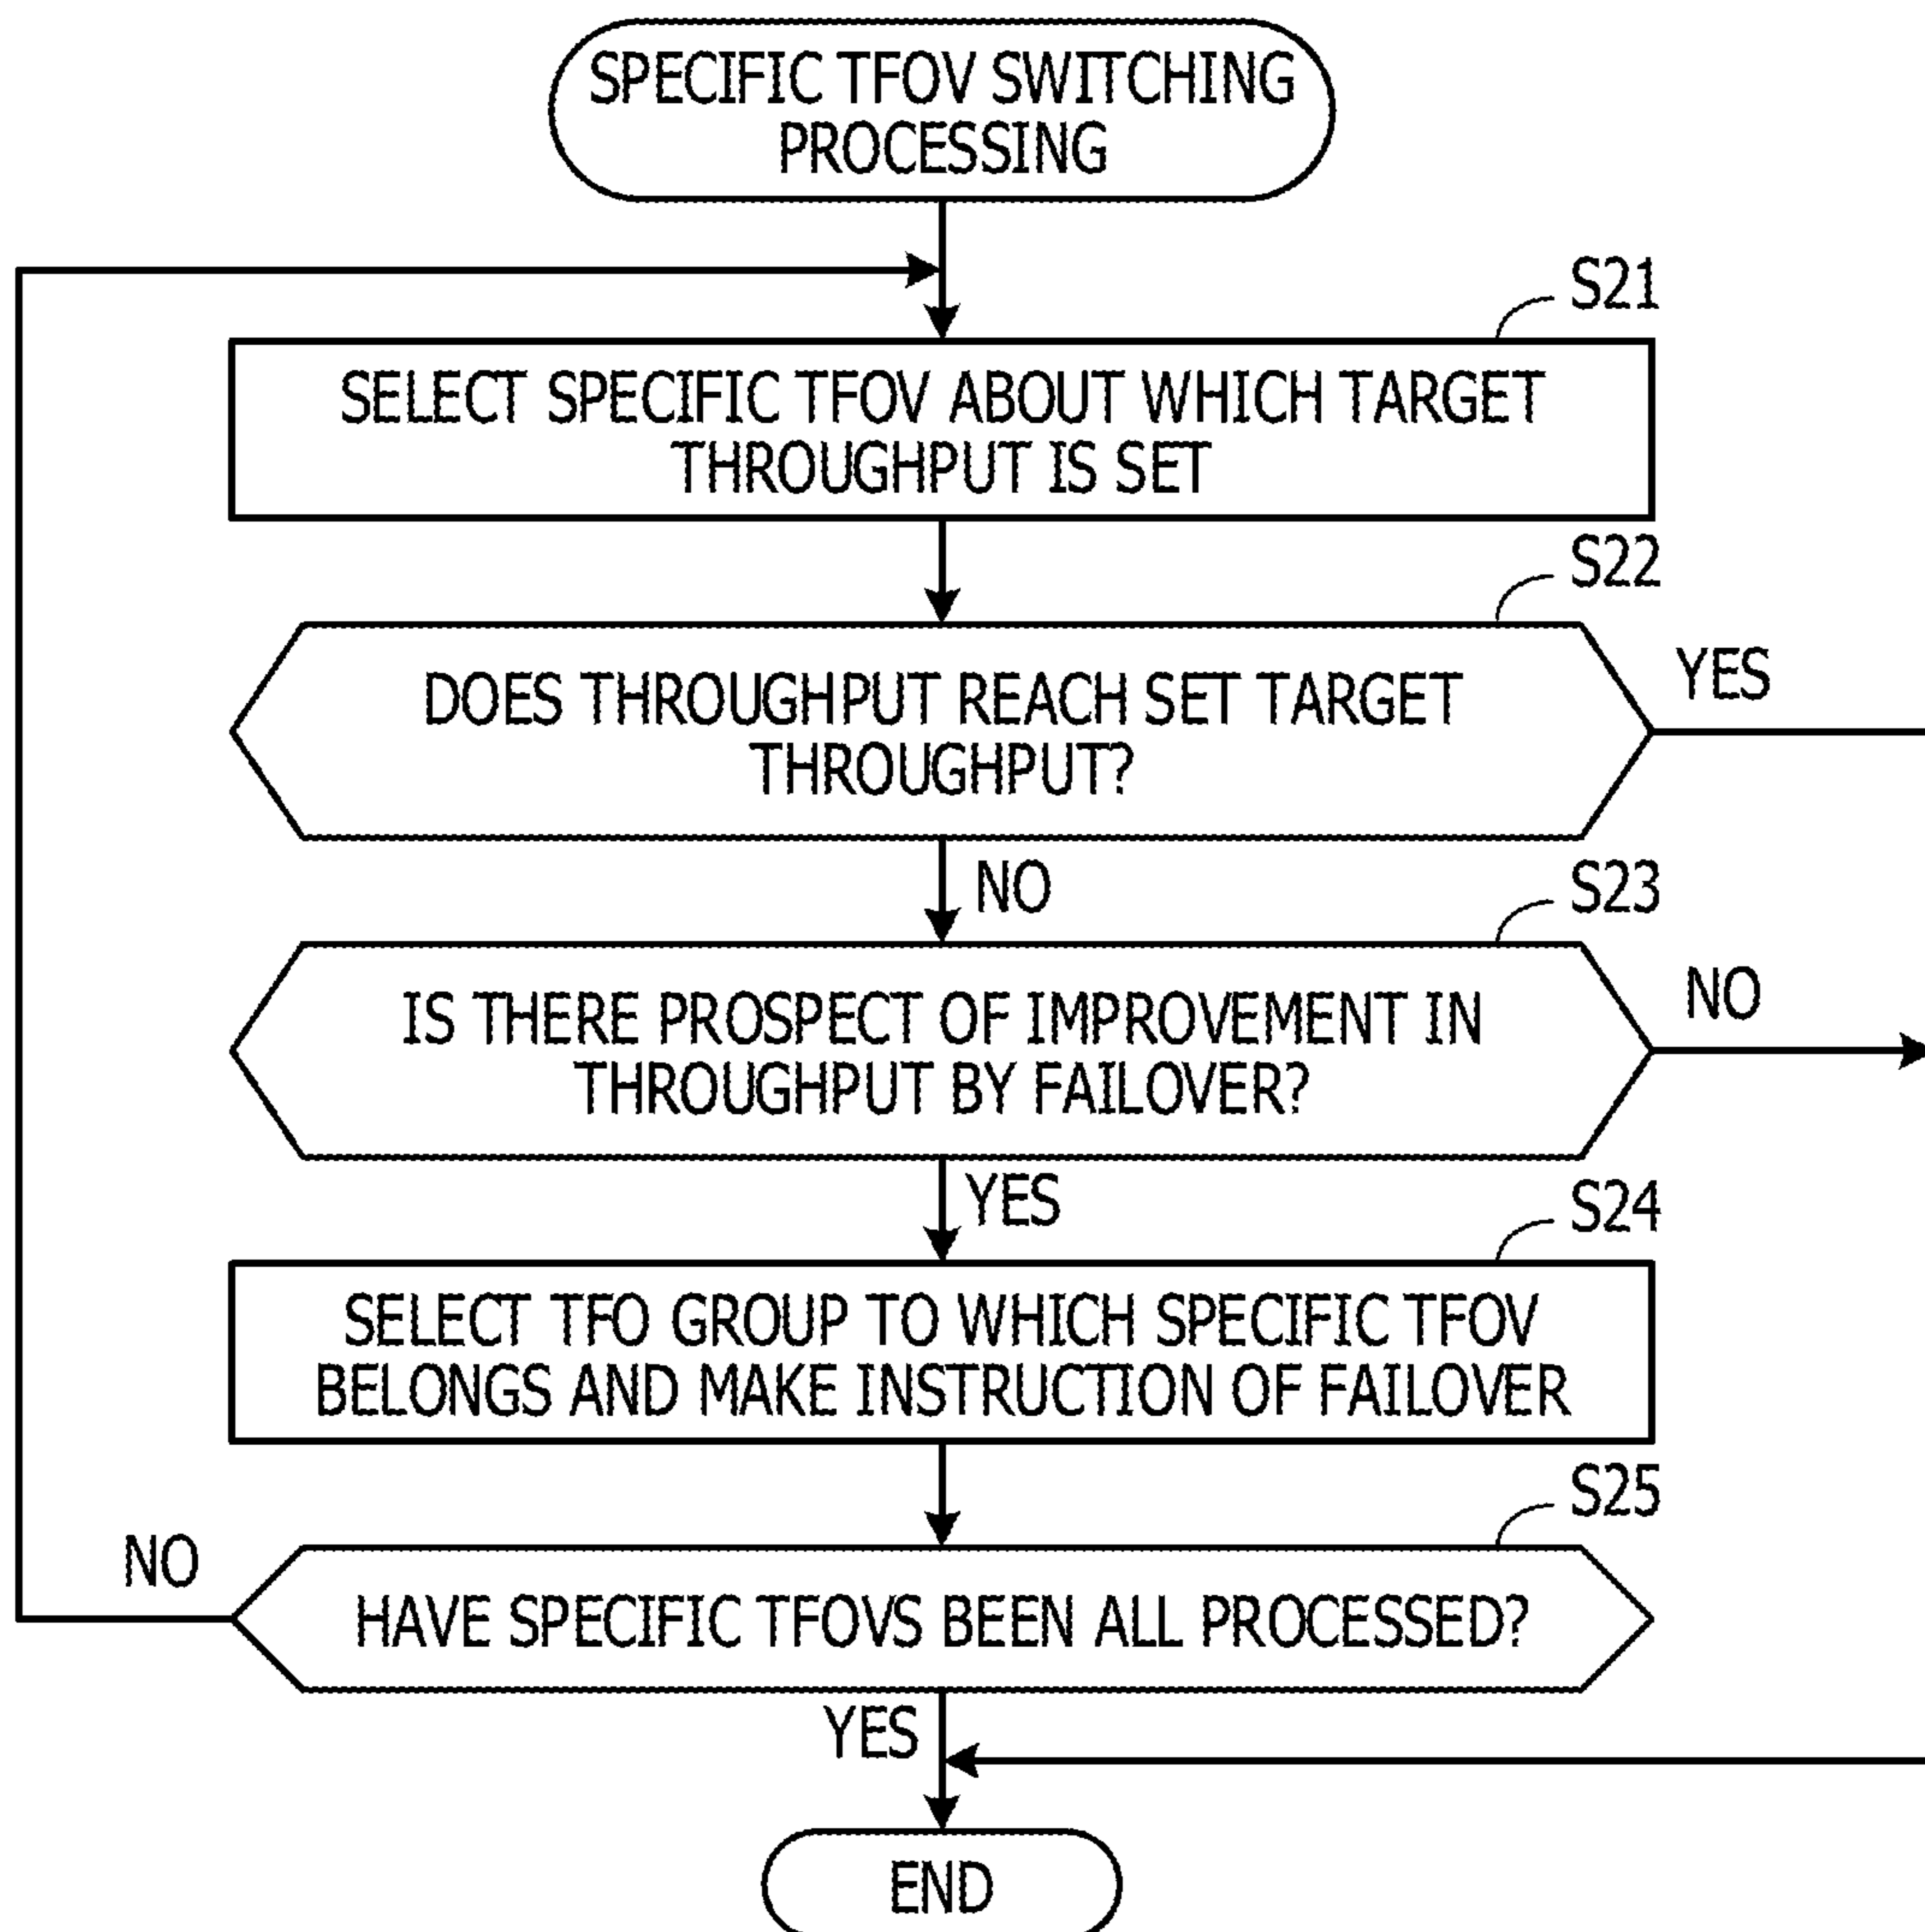 SPECIFIC TFOV SWITCHING
PROCESSING
S21
SELECT SPECIFIC TFOV ABOUT WHICH TARGET
THROUGHPUT IS SET
S22
DOES THROUGHPUT REACH SET TARGET
THROUGHPUT?
YES
NO
S23
IS THERE PROSPECT OF IMPROVEMENT IN
THROUGHPUT BY FAILOVER?
NO
YES
S24
SELECT TFO GROUP TO WHICH SPECIFIC TFOV
BELONGS AND MAKE INSTRUCTION OF FAILOVER
S25
HAVE SPECIFIC TFOVS BEEN ALL PROCESSED?
NO
YES
END